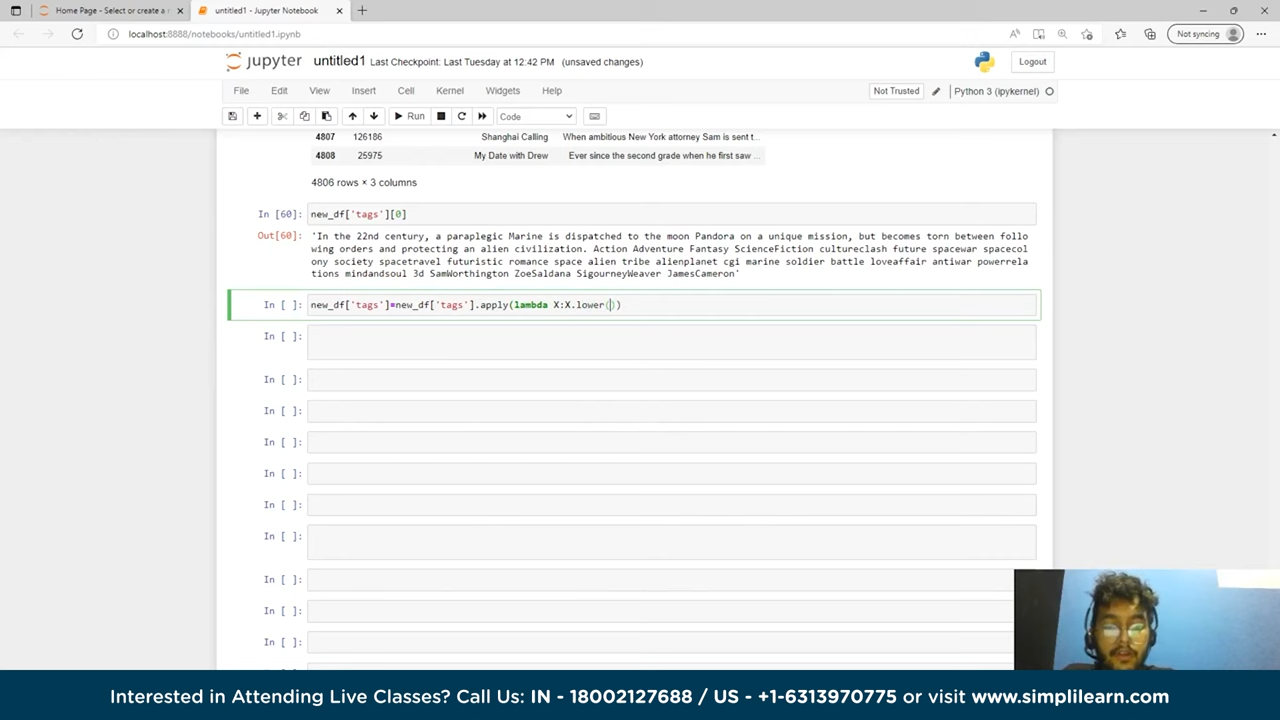 Home Page - Select or create a n
untitled1 - Jupyter Notebook
localhost:8888/notebooks/untitled1.ipynb
Not syncing
jupyter untitled1 Last Checkpoint: Last Tuesday at 12:42 PM (unsaved changes)
Logout
File Edit View Insert Cell Kernel Widgets Help
Not Trusted
Python 3 (ipykernel)
Run
Code
4807 126186 Shanghai Calling When ambitious New York attorney Sam is sent t...
4808 25975 My Date with Drew Ever since the second grade when he first saw ...
4806 rows × 3 columns
In [60]: new_df['tags'][0]
Out[60]: 'In the 22nd century, a paraplegic Marine is dispatched to the moon Pandora on a unique mission, but becomes torn between follo
wing orders and protecting an alien civilization. Action Adventure Fantasy ScienceFiction cultureclash future spacewar spacecol
ony society spacetravel futuristic romance space alien tribe alienplanet cgi marine soldier battle loveaffair antiwar powerrela
tions mindandsoul 3d SamWorthington ZoeSaldana SigourneyWeaver JamesCameron'
In [ ]: new_df['tags']=new_df['tags'].apply(lambda X:X.lower())
In [ ]:
In [ ]:
In [ ]:
In [ ]:
In [ ]:
In [ ]:
In [ ]:
In [ ]:
In [ ]:
In [ ]:
Interested in Attending Live Classes? Call Us: IN - 18002127688 / US - +1-6313970775 or visit www.simplilearn.com